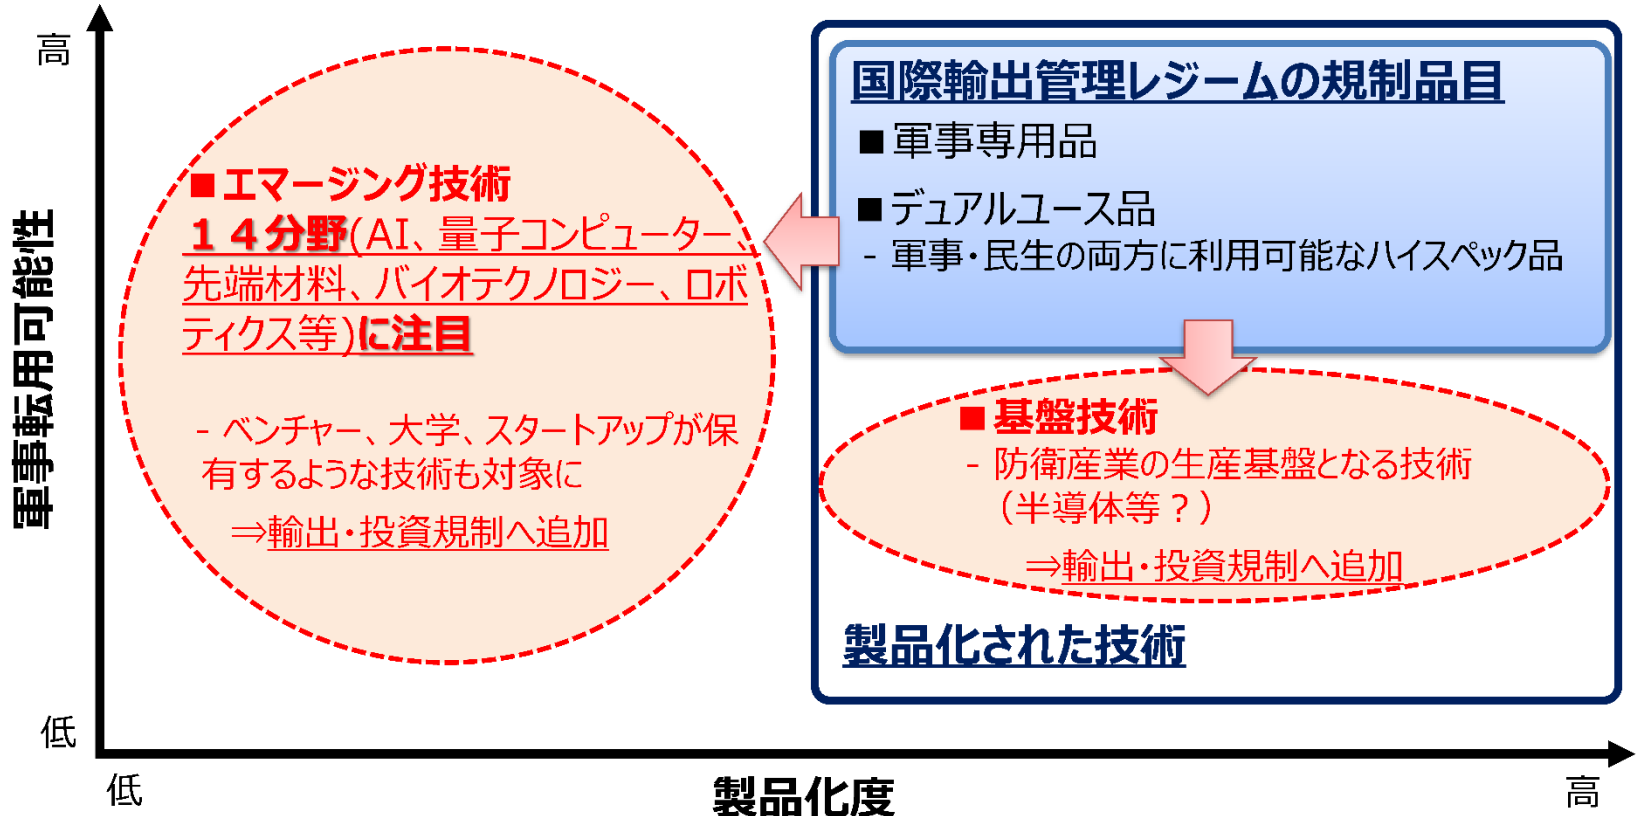 高
軍事転用可能性
低
■エマージング技術
１４分野(AI、量子コンピューター、
先端材料、バイオテクノロジー、ロボ
ティクス等)に注目
- ベンチャー、大学、スタートアップが保
有するような技術も対象に
⇒輸出・投資規制へ追加
国際輸出管理レジームの規制品目
■軍事専用品
■デュアルユース品
- 軍事・民生の両方に利用可能なハイスペック品
■基盤技術
- 防衛産業の生産基盤となる技術
（半導体等？）
⇒輸出・投資規制へ追加
製品化された技術
低
製品化度
高